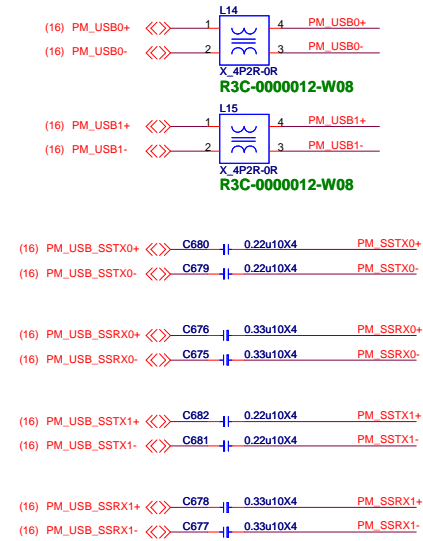 L14
(16) PM_USB0+ 1 4 PM_USB0+
(16) PM_USB0- 2 3 PM_USB0-
X_4P2R-0R
R3C-0000012-W08
L15
(16) PM_USB1+ 1 4 PM_USB1+
(16) PM_USB1- 2 3 PM_USB1-
X_4P2R-0R
R3C-0000012-W08
(16) PM_USB_SSTX0+ C680 0.22u10X4 PM_SSTX0+
(16) PM_USB_SSTX0- C679 0.22u10X4 PM_SSTX0-
(16) PM_USB_SSRX0+ C676 0.33u10X4 PM_SSRX0+
(16) PM_USB_SSRX0- C675 0.33u10X4 PM_SSRX0-
(16) PM_USB_SSTX1+ C682 0.22u10X4 PM_SSTX1+
(16) PM_USB_SSTX1- C681 0.22u10X4 PM_SSTX1-
(16) PM_USB_SSRX1+ C678 0.33u10X4 PM_SSRX1+
(16) PM_USB_SSRX1- C677 0.33u10X4 PM_SSRX1-